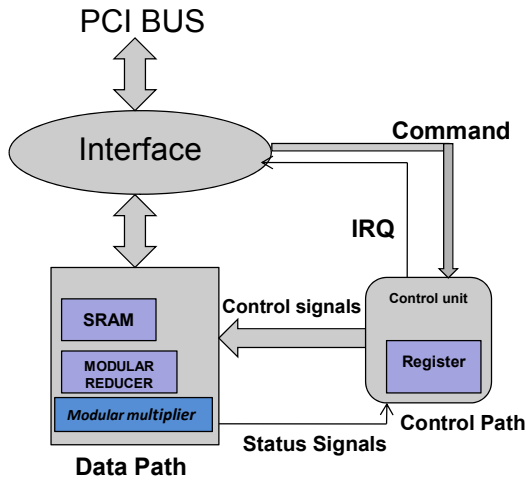 PCI BUS
Interface
Command
IRQ
Control signals
Control unit
SRAM
MODULAR
REDUCER
Register
Modular multiplier
Status Signals
Control Path
Data Path